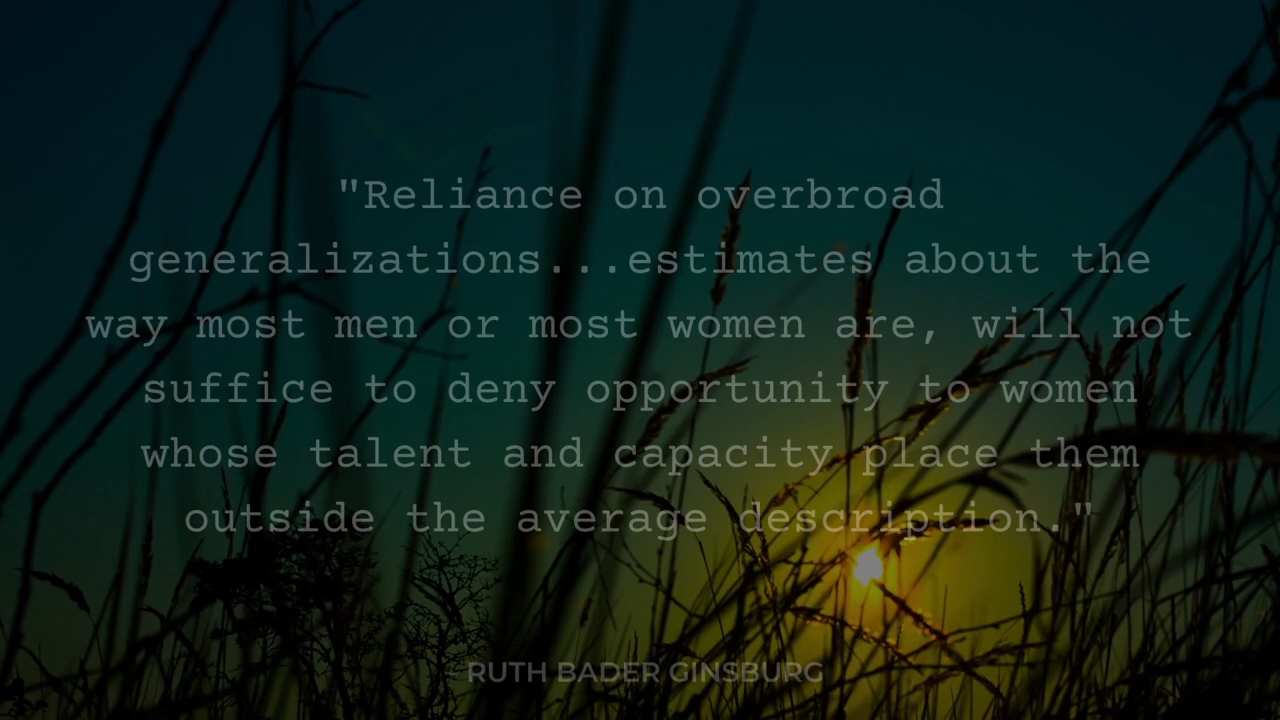 "Reliance on overbroad
generalizations...estimates about the
way most men or most women are, will not
suffice to deny opportunity to women
whose talent and capacity place them
outside the average description."
- RUTH BADER GINSBURG